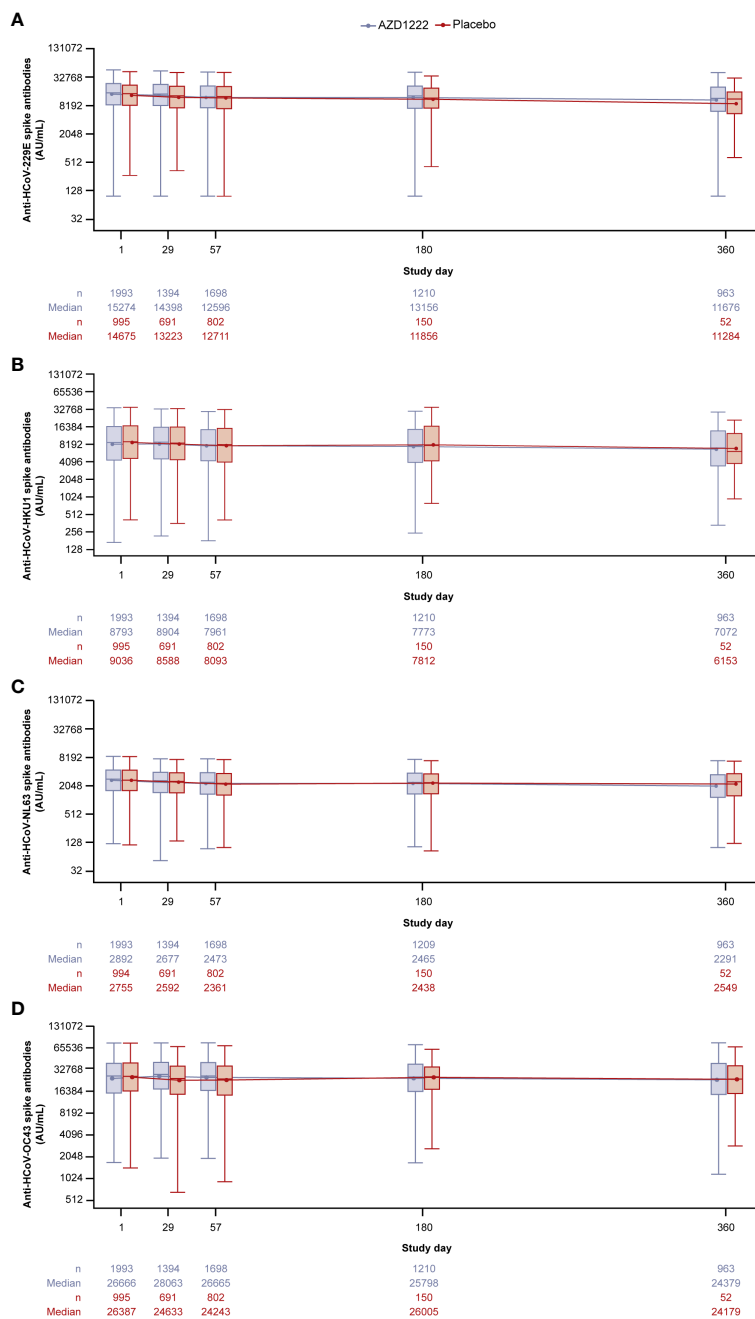 A
AZD1222 Placebo
131072
32768
8192
2048
512
128
32
Anti-HCoV-229E spike antibodies
(AU/mL)
1 29 57 180 360
Study day
n 1993 1394 1698 1210 963
Median 15274 14398 12596 13156 11676
n 995 691 802 150 52
Median 14675 13223 12711 11856 11284
B
131072
65536
32768
16384
8192
4096
2048
1024
512
256
128
Anti-HCoV-HKU1 spike antibodies
(AU/mL)
1 29 57 180 360
Study day
n 1993 1394 1698 1210 963
Median 8793 8904 7961 7773 7072
n 995 691 802 150 52
Median 9036 8588 8093 7812 6153
C
131072
32768
8192
2048
512
128
32
Anti-HCoV-NL63 spike antibodies
(AU/mL)
1 29 57 180 360
Study day
n 1993 1394 1698 1209 963
Median 2892 2677 2473 2465 2291
n 994 691 802 150 52
Median 2755 2592 2361 2438 2549
D
131072
65536
32768
16384
8192
4096
2048
1024
512
Anti-HCoV-OC43 spike antibodies
(AU/mL)
1 29 57 180 360
Study day
n 1993 1394 1698 1210 963
Median 26666 28063 26665 25798 24379
n 995 691 802 150 52
Median 26387 24633 24243 26005 24179